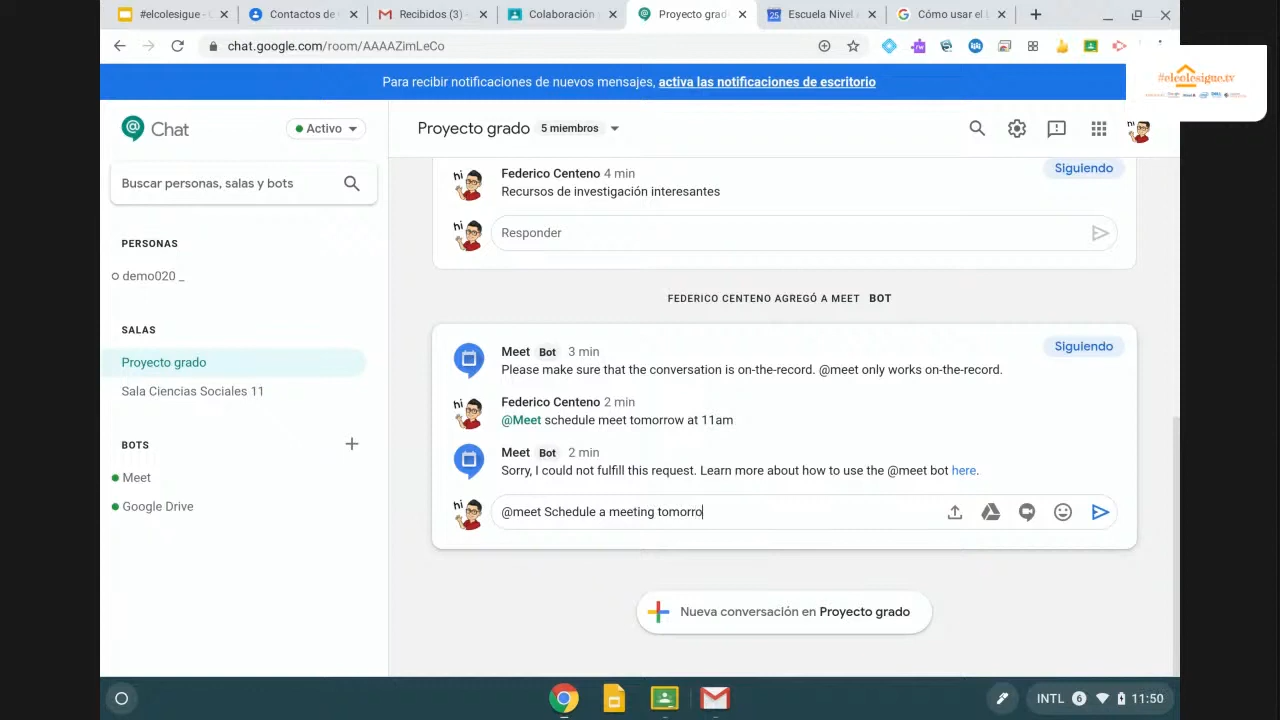 #elcolesigue - L
Contactos de
Recibidos (3) -
Colaboración
Proyecto grad
Escuela Nivel
Cómo usar el
chat.google.com/room/AAAAZimLeCo
Para recibir notificaciones de nuevos mensajes, activa las notificaciones de escritorio
#elcolesigue.tv
Chat
Activo
Proyecto grado 5 miembros
Buscar personas, salas y bots
PERSONAS
demo020 _
SALAS
Proyecto grado
Sala Ciencias Sociales 11
BOTS
Meet
Google Drive
Siguiendo
Federico Centeno 4 min
Recursos de investigación interesantes
Responder
FEDERICO CENTENO AGREGÓ A MEET BOT
Siguiendo
Meet Bot 3 min
Please make sure that the conversation is on-the-record. @meet only works on-the-record.
Federico Centeno 2 min
@Meet schedule meet tomorrow at 11am
Meet Bot 2 min
Sorry, I could not fulfill this request. Learn more about how to use the @meet bot here.
@meet Schedule a meeting tomorro
Nueva conversación en Proyecto grado
INTL 6 11:50